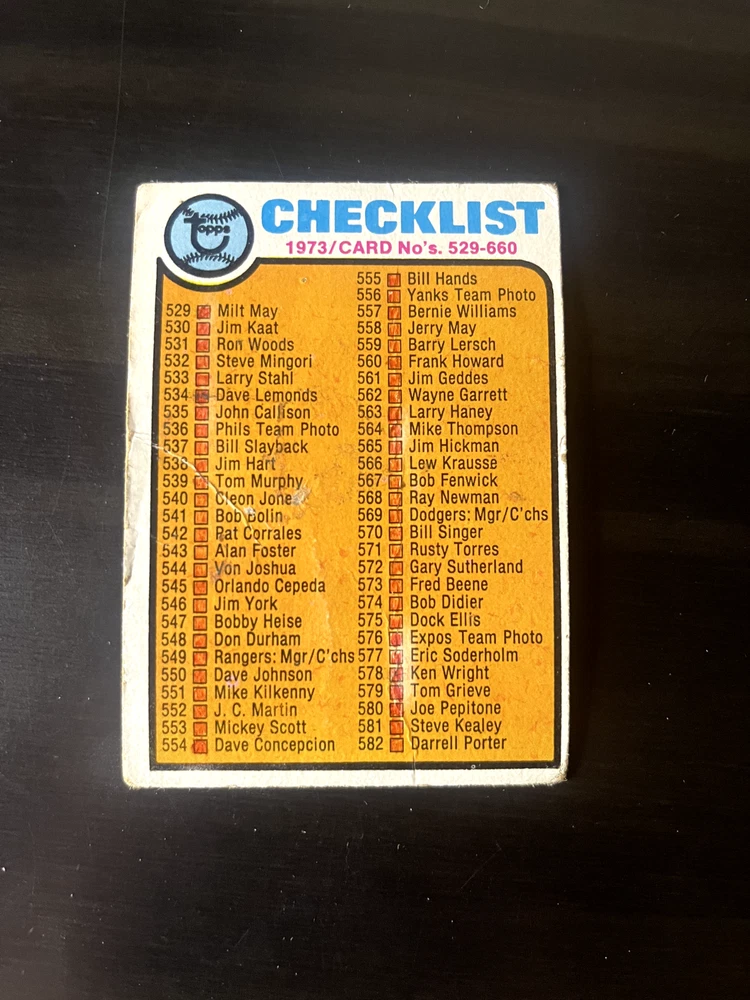 Topps
CHECKLIST
1973/CARD No's. 529-660
529 Milt May
530 Jim Kaat
531 Ron Woods
532 Steve Mingori
533 Larry Stahl
534 Dave Lemonds
535 John Callison
536 Phils Team Photo
537 Bill Slayback
538 Jim Hart
539 Tom Murphy
540 Cleon Jones
541 Bob Bolin
542 Pat Corrales
543 Alan Foster
544 Von Joshua
545 Orlando Cepeda
546 Jim York
547 Bobby Heise
548 Don Durham
549 Rangers: Mgr/C'chs
550 Dave Johnson
551 Mike Kilkenny
552 J. C. Martin
553 Mickey Scott
554 Dave Concepcion
555 Bill Hands
556 Yanks Team Photo
557 Bernie Williams
558 Jerry May
559 Barry Lersch
560 Frank Howard
561 Jim Geddes
562 Wayne Garrett
563 Larry Haney
564 Mike Thompson
565 Jim Hickman
566 Lew Krausse
567 Bob Fenwick
568 Ray Newman
569 Dodgers: Mgr/C'chs
570 Bill Singer
571 Rusty Torres
572 Gary Sutherland
573 Fred Beene
574 Bob Didier
575 Dock Ellis
576 Expos Team Photo
577 Eric Soderholm
578 Ken Wright
579 Tom Grieve
580 Joe Pepitone
581 Steve Kealey
582 Darrell Porter